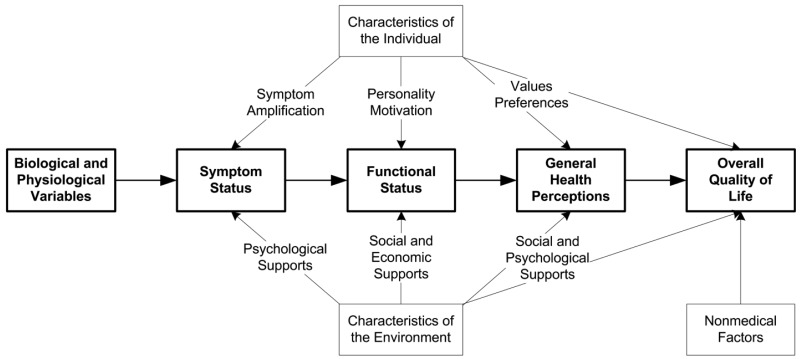 Characteristics of
the Individual
Symptom
Amplification
Personality
Motivation
Values
Preferences
Biological and
Physiological
Variables
Symptom
Status
Functional
Status
General
Health
Perceptions
Overall
Quality of
Life
Psychological
Supports
Social and
Economic
Supports
Social and
Psychological
Supports
Characteristics of
the Environment
Nonmedical
Factors